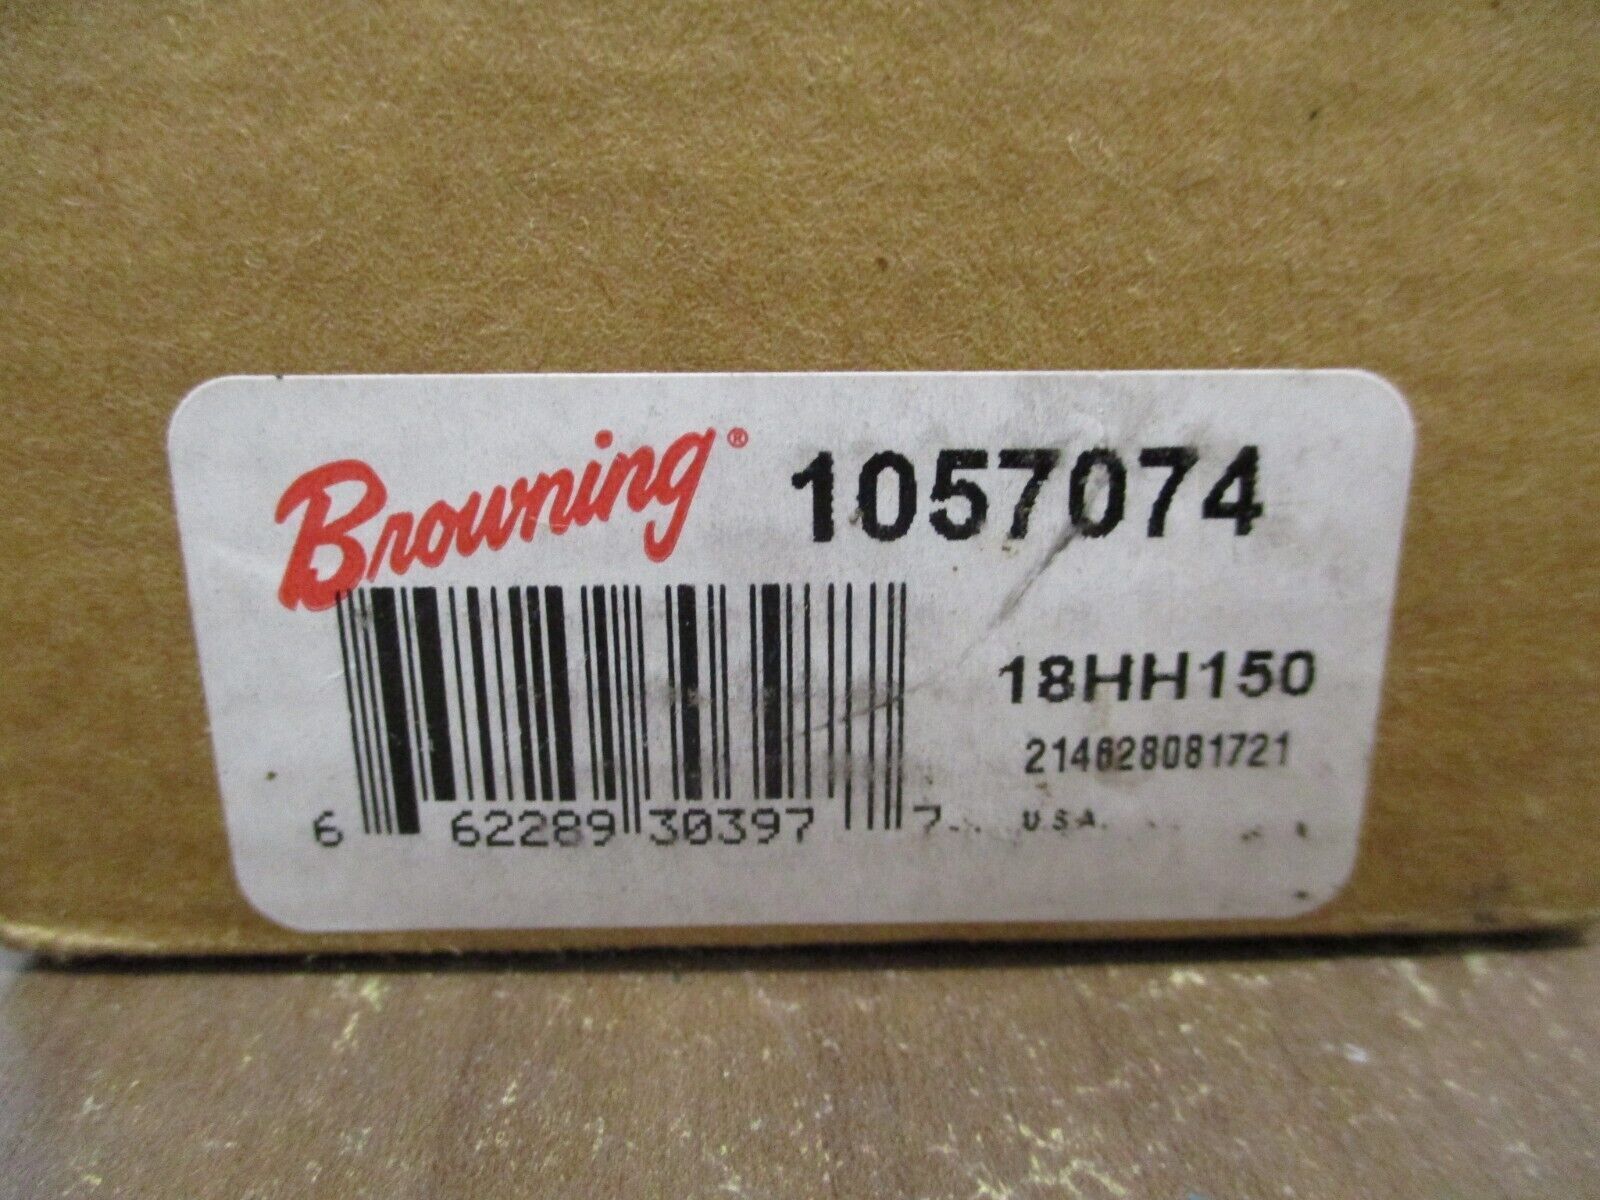 Browning® 1057074
18HH150
214628081721
6 62289 30397 7
U.S.A.